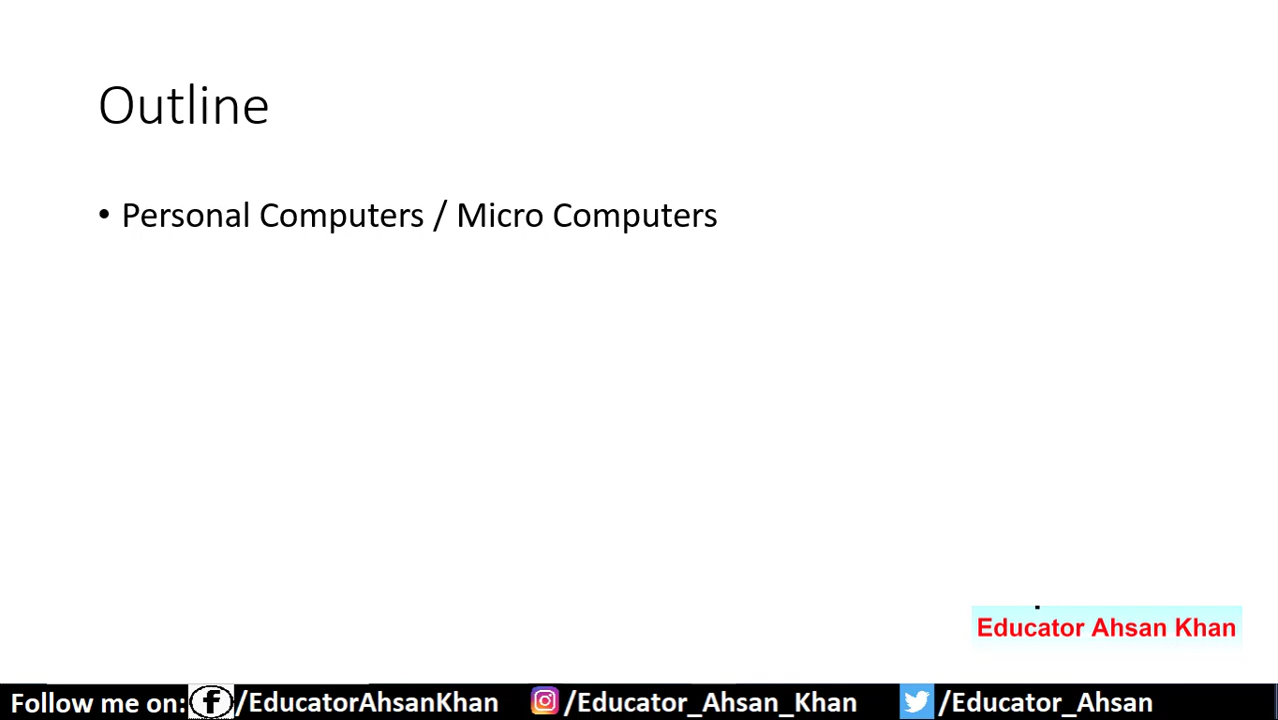 Outline
• Personal Computers / Micro Computers
Educator Ahsan Khan
Follow me on: /EducatorAhsanKhan /Educator_Ahsan_Khan /Educator_Ahsan